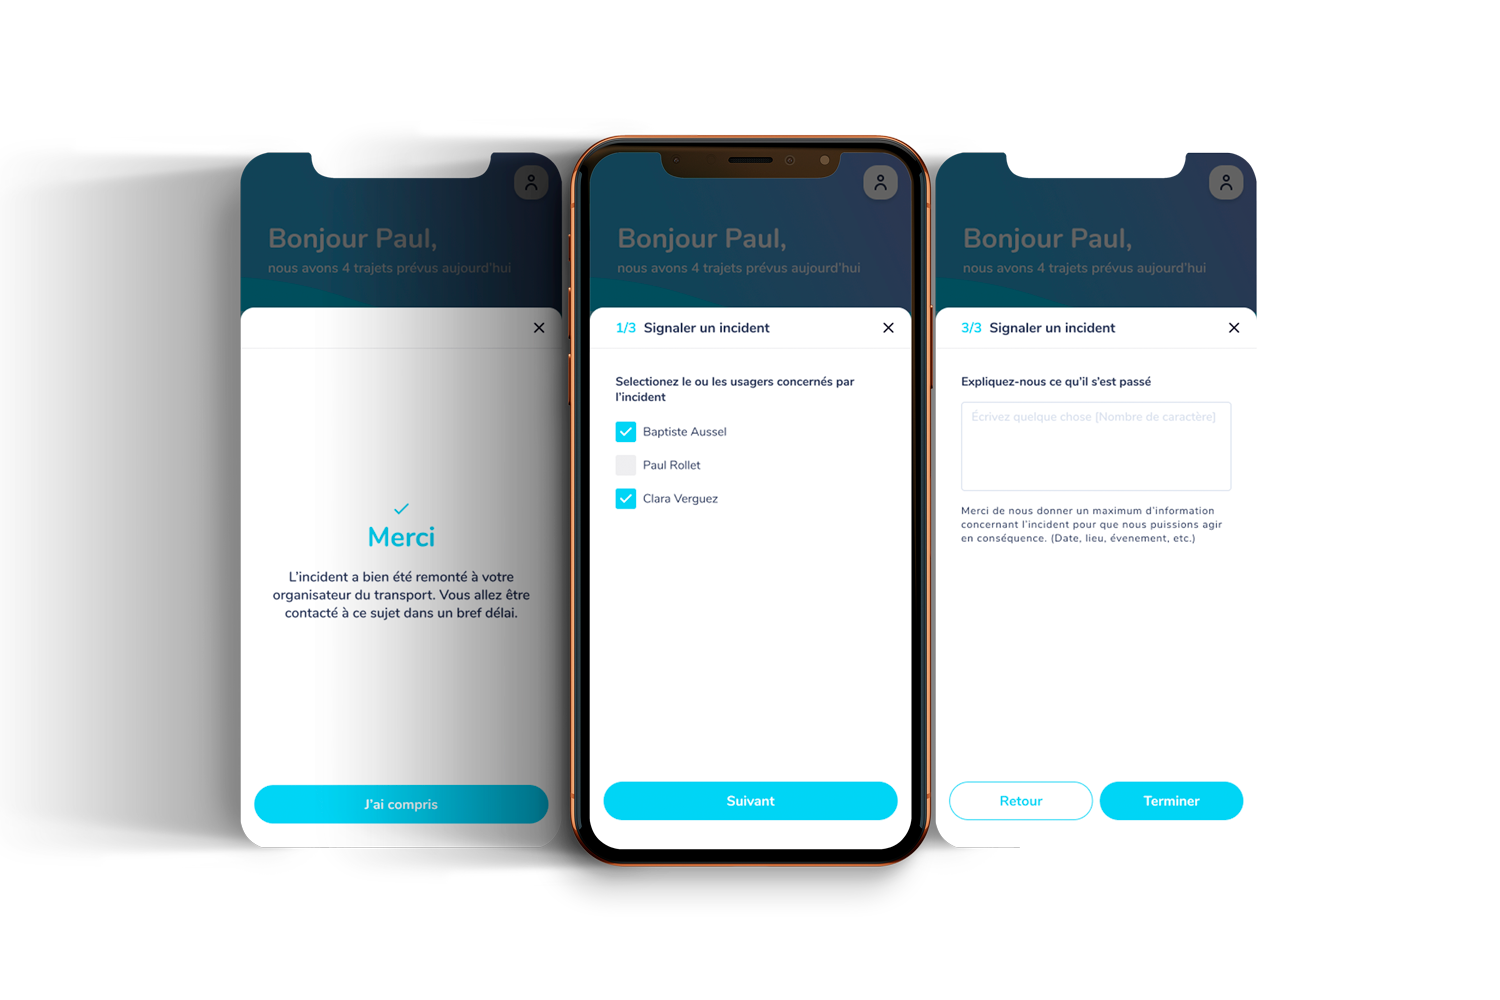 Bonjour Paul,
nous avons 4 trajets prévus aujourd'hui
Merci
L'incident a bien été remonté à votre
organisateur du transport. Vous allez être
contacté à ce sujet dans un bref délai.
J'ai compris
Bonjour Paul,
nous avons 4 trajets prévus aujourd'hui
1/3 Signaler un incident
Selectionez le ou les usagers concernés par
l'incident
Baptiste Aussel
Paul Rollet
Clara Verguez
Suivant
Bonjour Paul,
nous avons 4 trajets prévus aujourd'hui
3/3 Signaler un incident
Expliquez-nous ce qu'il s'est passé
Écrivez quelque chose [Nombre de caractère]
Merci de nous donner un maximum d'information
concernant l'incident pour que nous puissions agir
en conséquence. (Date, lieu, évenement, etc.)
Retour
Terminer